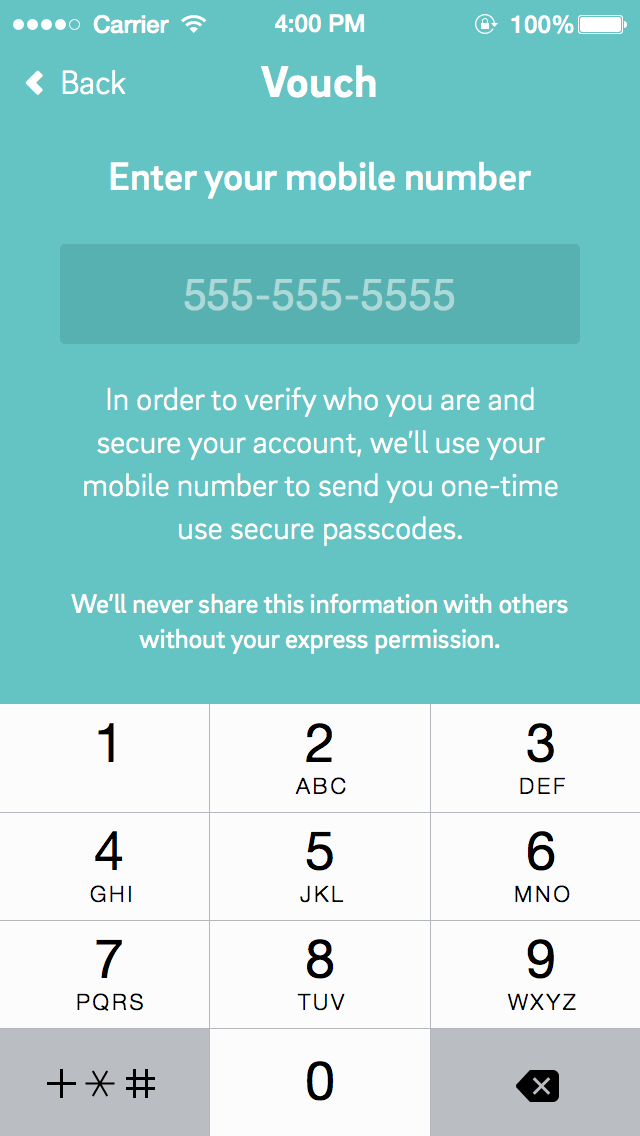 Carrier 4:00 PM 100%
Back Vouch
Enter your mobile number
555-555-5555
In order to verify who you are and
secure your account, we'll use your
mobile number to send you one-time
use secure passcodes.
We'll never share this information with others
without your express permission.
1 2 3
ABC DEF
4 5 6
GHI JKL MNO
7 8 9
PQRS TUV WXYZ
+*# 0